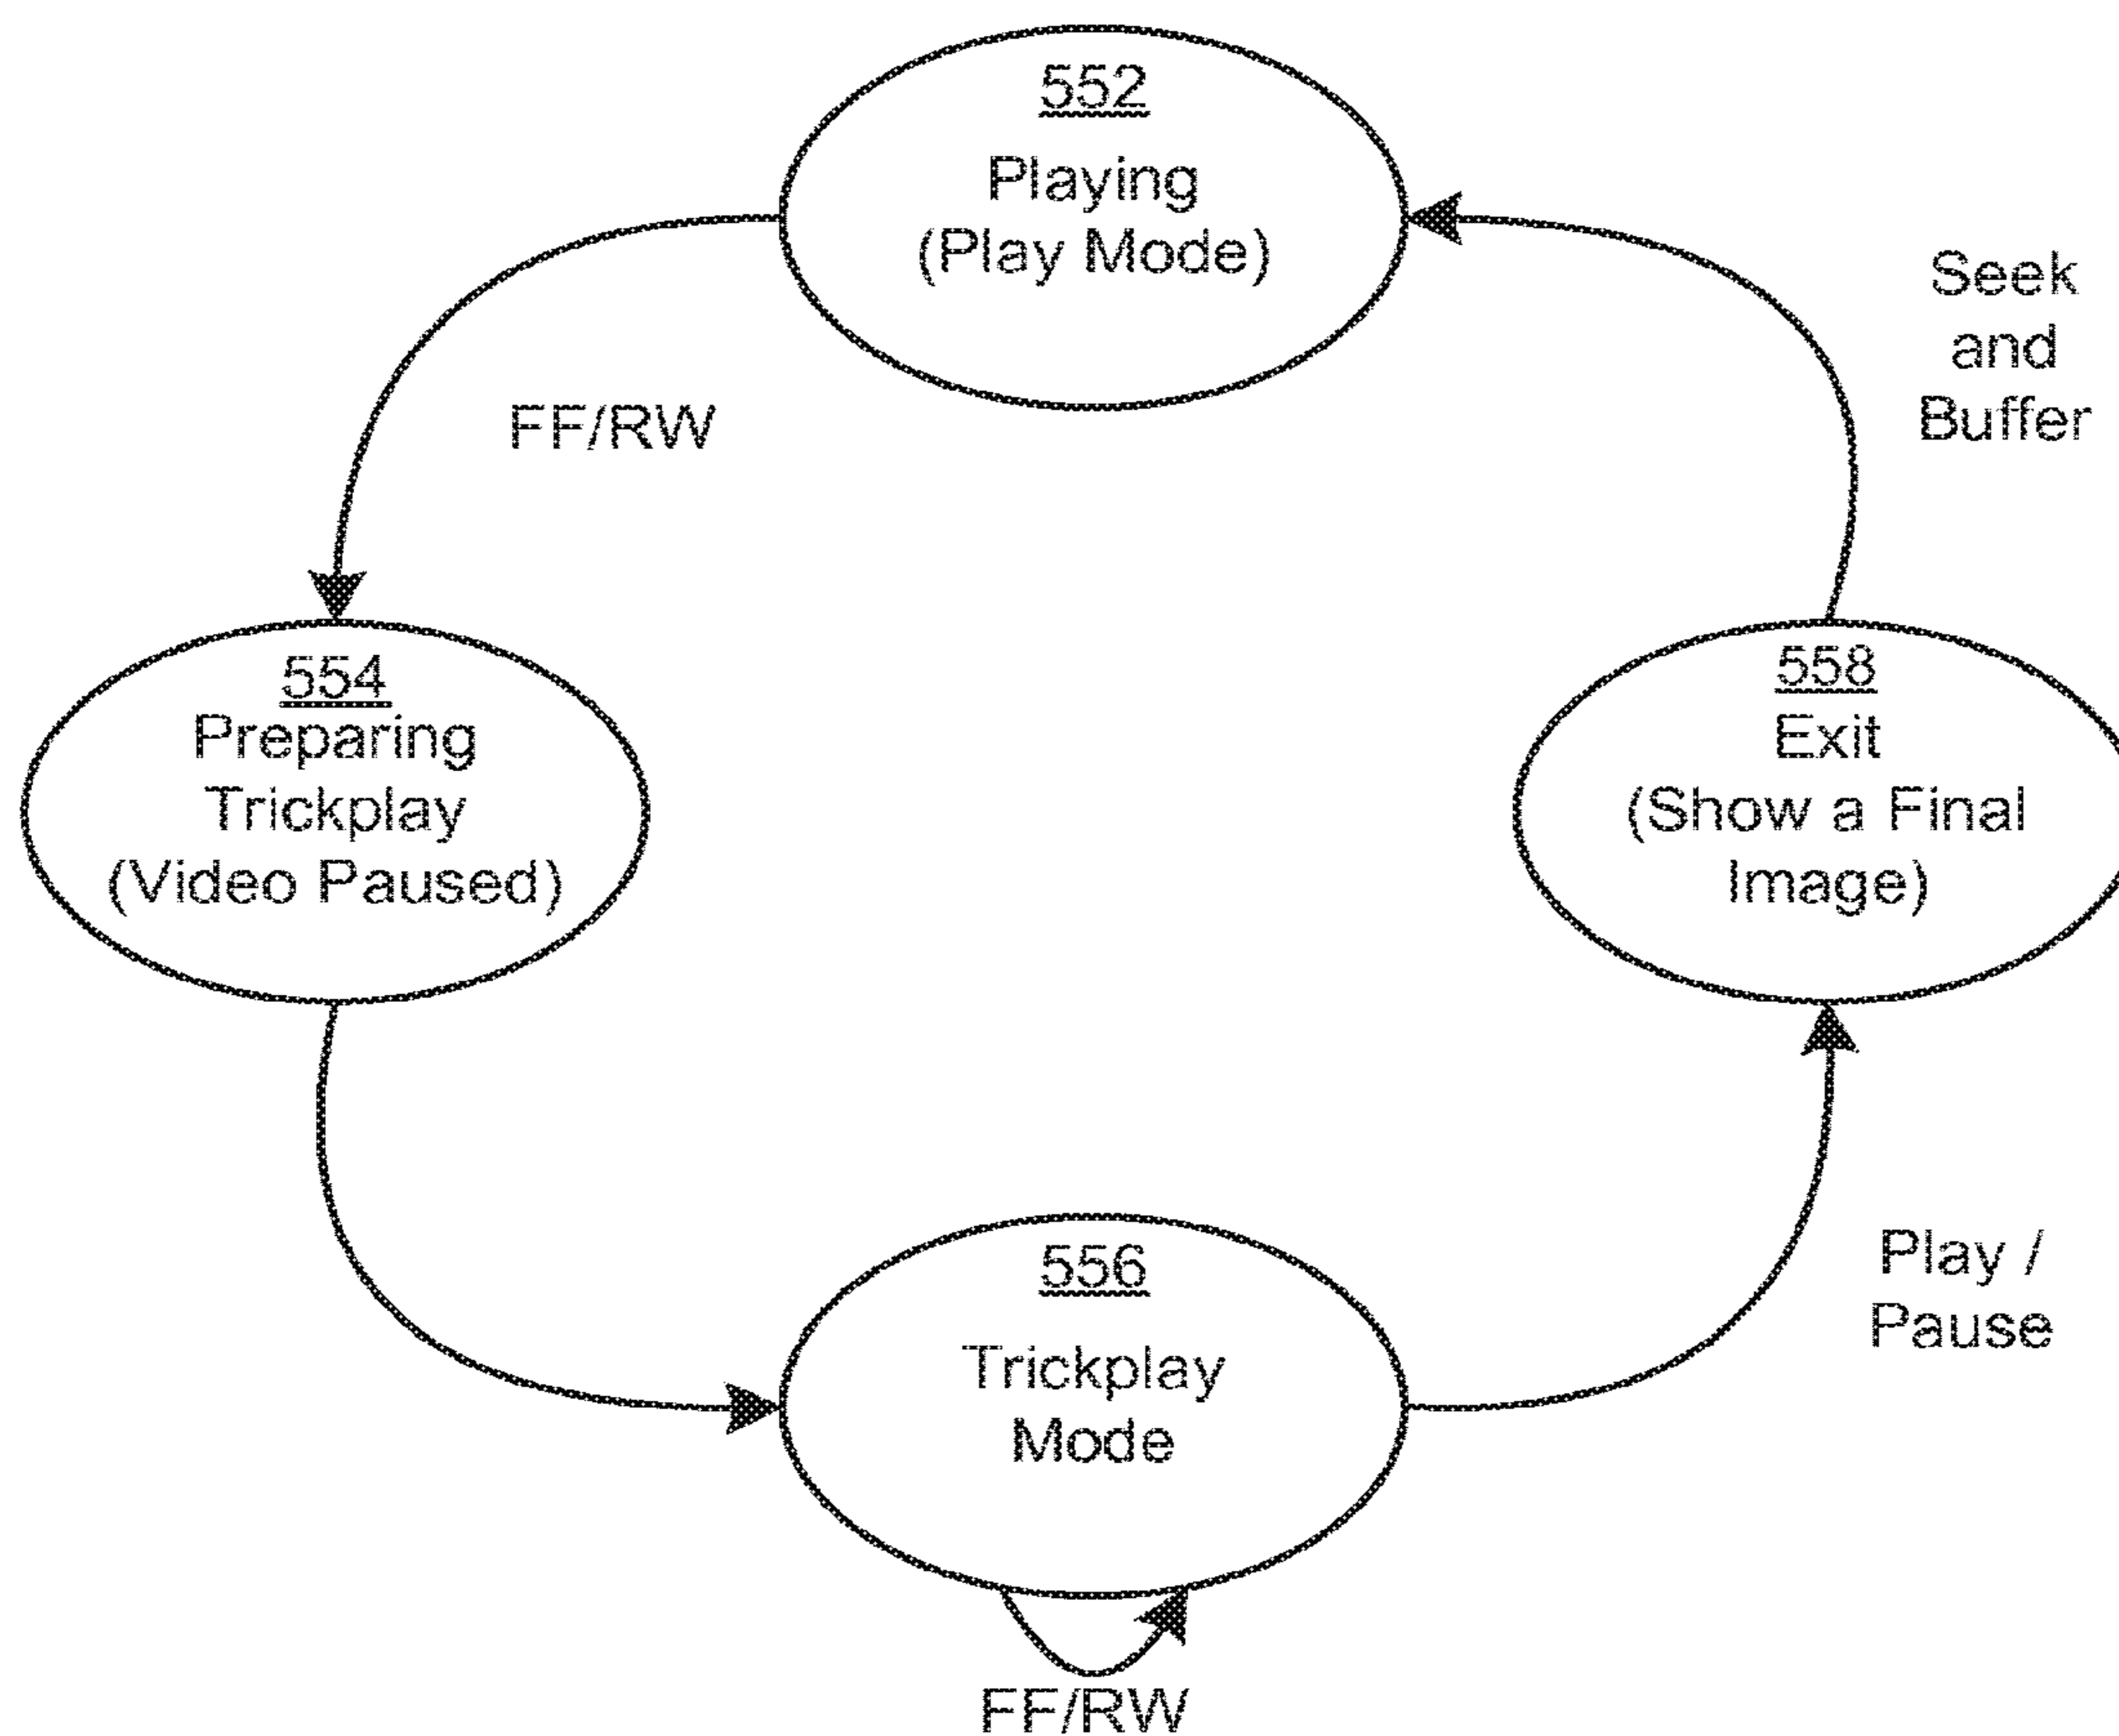 552
Playing
(Play Mode)
Seek
and
Buffer
FF/RW
554
Preparing
Trickplay
(Video Paused)
558
Exit
(Show a Final
Image)
556
Trickplay
Mode
Play /
Pause
FF/RW